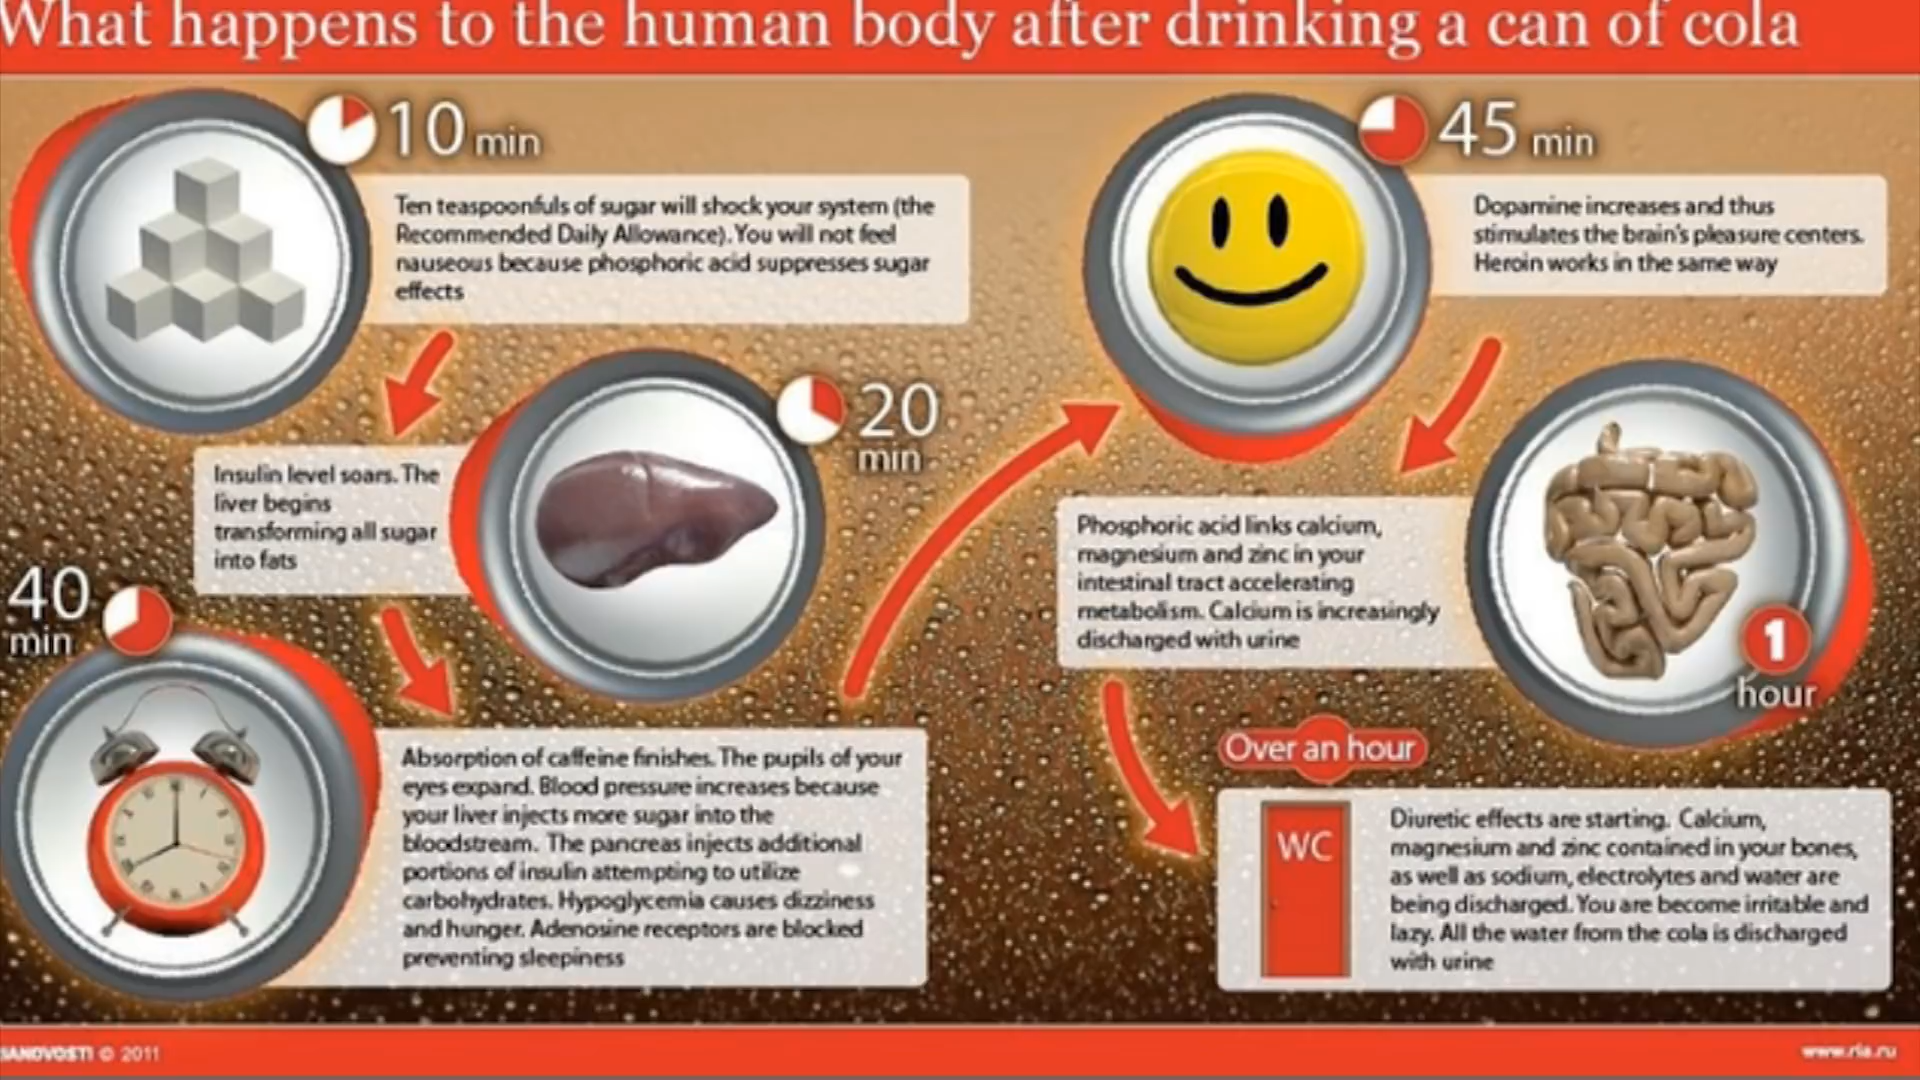 What happens to the human body after drinking a can of cola
10 min
Ten teaspoonfuls of sugar will shock your system (the
Recommended Daily Allowance). You will not feel
nauseous because phosphoric acid suppresses sugar
effects
20
min
Insulin level soars. The
liver begins
transforming all sugar
into fats
40
min
Absorption of caffeine finishes. The pupils of your
eyes expand. Blood pressure increases because
your liver injects more sugar into the
bloodstream. The pancreas injects additional
portions of insulin attempting to utilize
carbohydrates. Hypoglycemia causes dizziness
and hunger. Adenosine receptors are blocked
preventing sleepiness
45 min
Dopamine increases and thus
stimulates the brain's pleasure centers.
Heroin works in the same way
Phosphoric acid links calcium,
magnesium and zinc in your
intestinal tract accelerating
metabolism. Calcium is increasingly
discharged with urine
1
hour
Over an hour
WC
Diuretic effects are starting. Calcium,
magnesium and zinc contained in your bones,
as well as sodium, electrolytes and water are
being discharged. You are become irritable and
lazy. All the water from the cola is discharged
with urine
ANOVOSTI © 2011
www.ria.ru